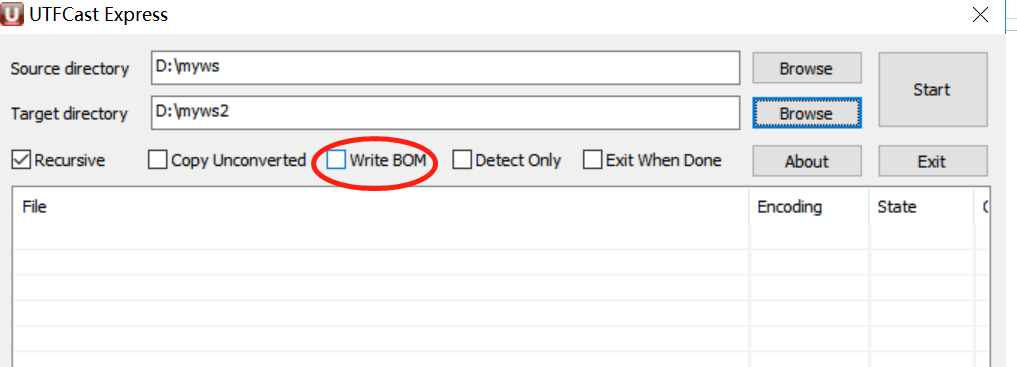 UTFCast Express
Source directory D:\myws Browse Start
Target directory D:\myws2 Browse
Recursive Copy Unconverted Write BOM Detect Only Exit When Done About Exit
File Encoding State